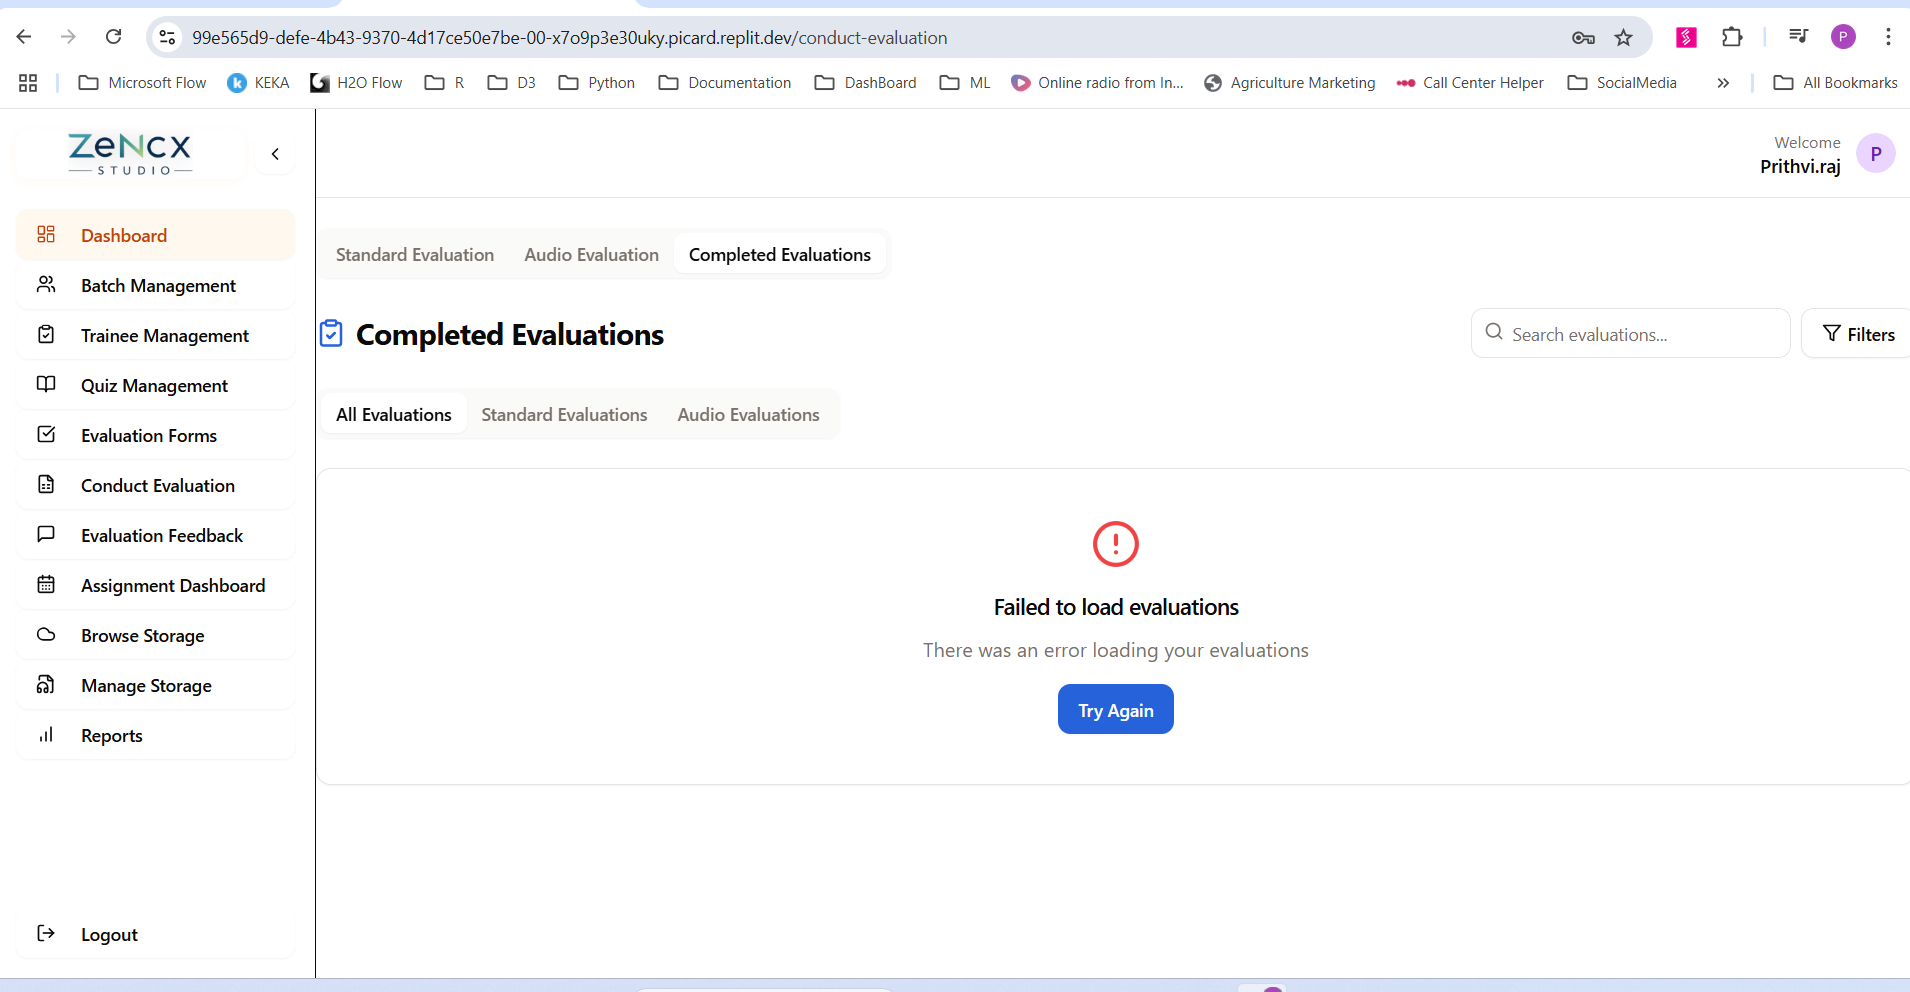 99e565d9-defe-4b43-9370-4d17ce50e7be-00-x7o9p3e30uky.picard.replit.dev/conduct-evaluation
P
Microsoft Flow
KEKA
H2O Flow
R
D3
Python
Documentation
DashBoard
ML
Online radio from In...
Agriculture Marketing
Call Center Helper
SocialMedia
All Bookmarks
ZeNCX
STUDIO
Welcome
Prithvi.raj
P
Dashboard
Batch Management
Trainee Management
Quiz Management
Evaluation Forms
Conduct Evaluation
Evaluation Feedback
Assignment Dashboard
Browse Storage
Manage Storage
Reports
Logout
Standard Evaluation
Audio Evaluation
Completed Evaluations
Completed Evaluations
Search evaluations...
Filters
All Evaluations
Standard Evaluations
Audio Evaluations
Failed to load evaluations
There was an error loading your evaluations
Try Again